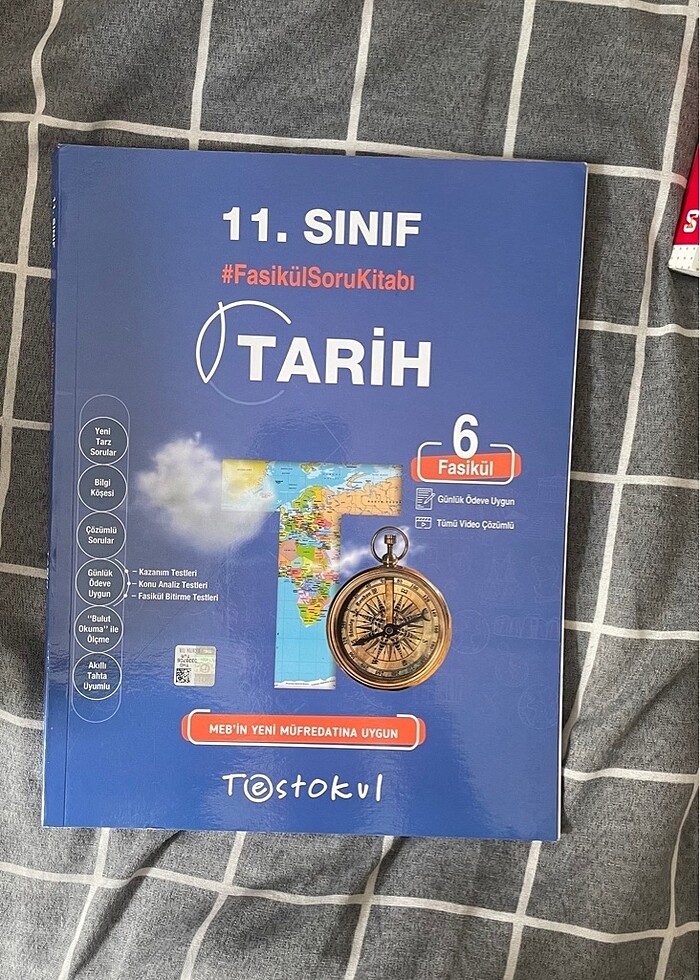 11. SINIF
#FasikülSoruKitabı
TARİH
6
Fasikül
Günlük Ödeve Uygun
Tümü Video Çözümlü
Yeni
Tarz
Sorular
Bilgi
Köşesi
Çözümlü
Sorular
Günlük
Ödeve
Uygun
– Kazanım Testleri
– Konu Analiz Testleri
– Fasikül Bitirme Testleri
"Bulut
Okuma" ile
Ölçme
Akıllı
Tahta
Uyumlu
MEB'İN YENİ MÜFREDATINA UYGUN
Testokul
S